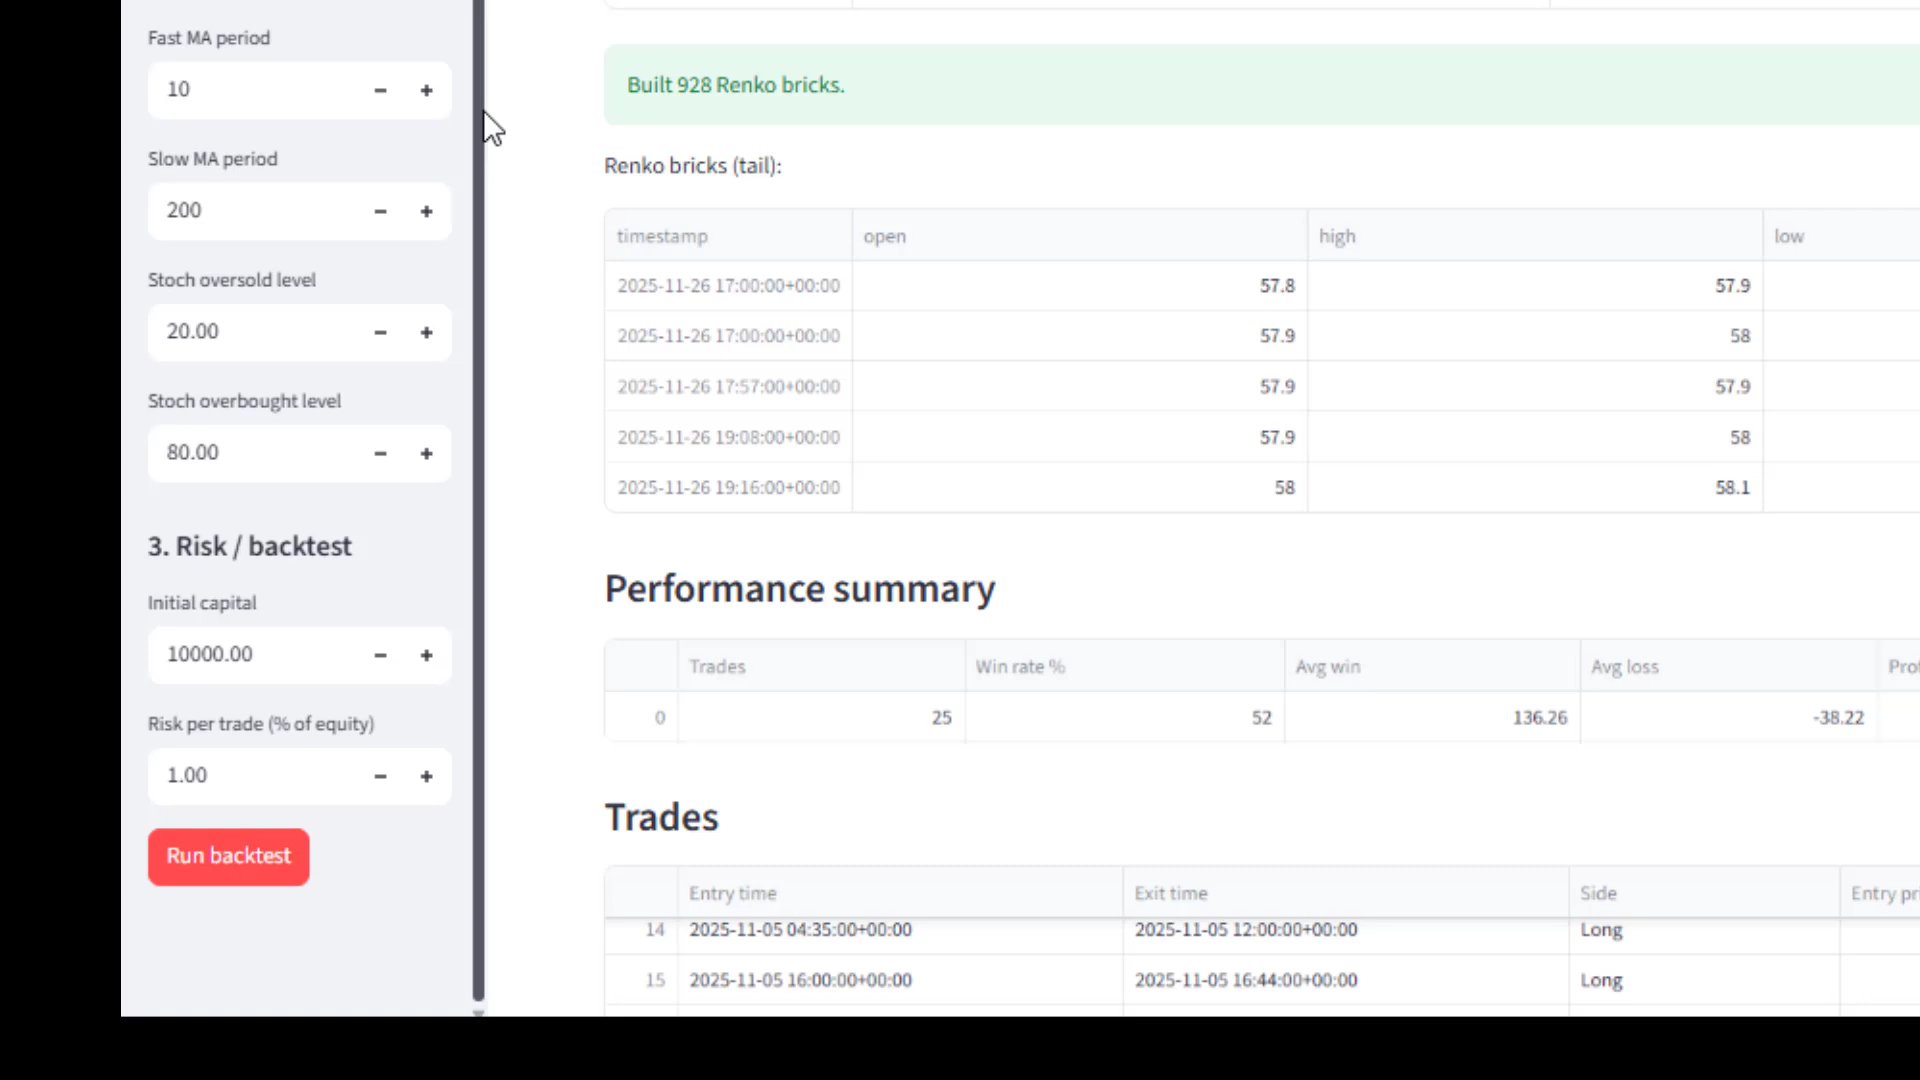 Fast MA period
10
Slow MA period
200
Stoch oversold level
20.00
Stoch overbought level
80.00
3. Risk / backtest
Initial capital
10000.00
Risk per trade (% of equity)
1.00
Run backtest
Built 928 Renko bricks.
Renko bricks (tail):
timestamp open high low
2025-11-26 17:00:00+00:00 57.8 57.9
2025-11-26 17:00:00+00:00 57.9 58
2025-11-26 17:57:00+00:00 57.9 57.9
2025-11-26 19:08:00+00:00 57.9 58
2025-11-26 19:16:00+00:00 58 58.1
Performance summary
Trades Win rate % Avg win Avg loss
0 25 52 136.26 -38.22
Trades
Entry time Exit time Side Entry
14 2025-11-05 04:35:00+00:00 2025-11-05 12:00:00+00:00 Long
15 2025-11-05 16:00:00+00:00 2025-11-05 16:44:00+00:00 Long